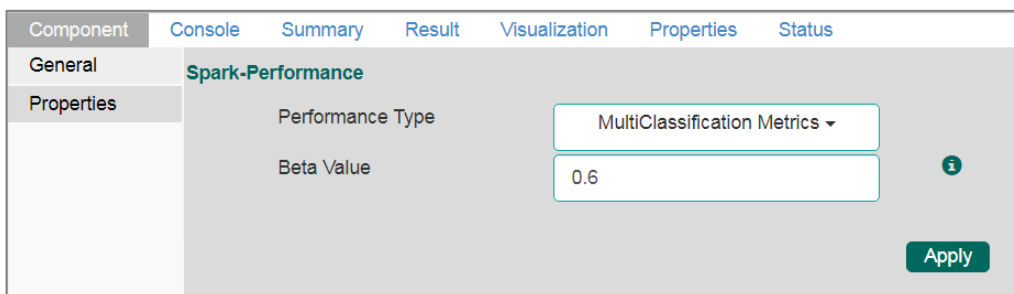 Component Console Summary Result Visualization Properties Status
General
Spark-Performance
Properties
Performance Type MultiClassification Metrics
Beta Value 0.6
Apply